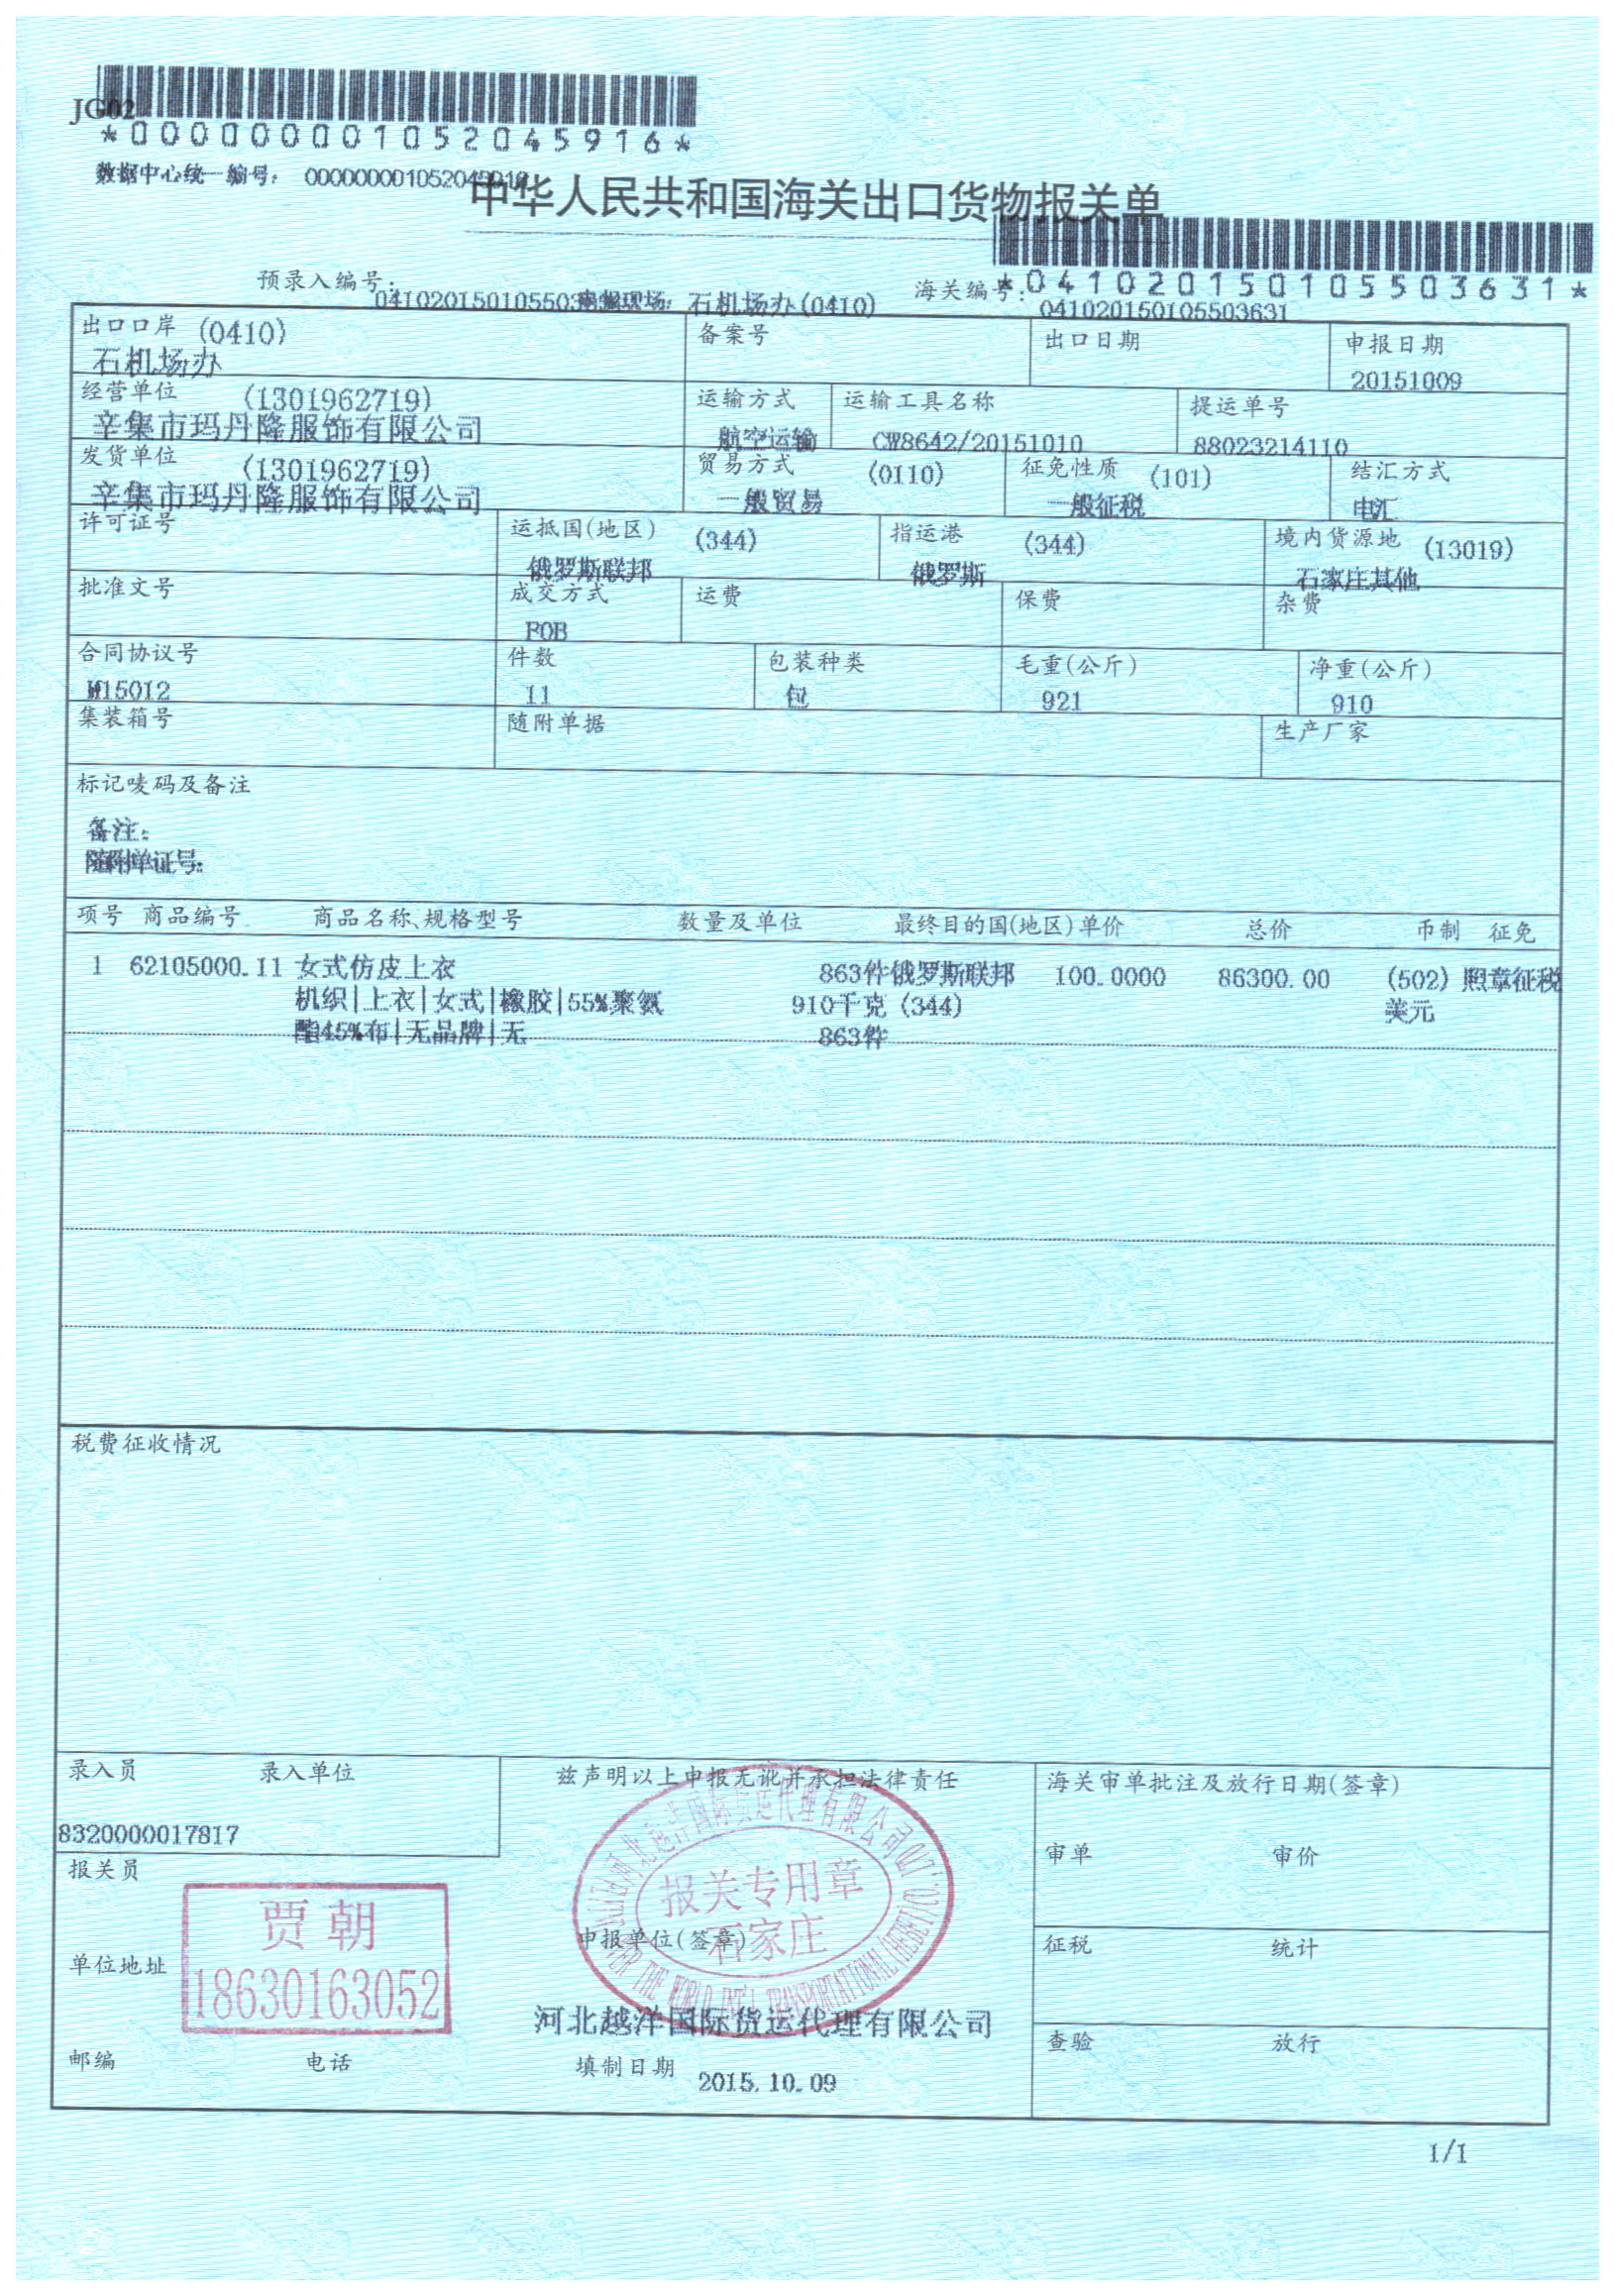 JG02
*000000001052045916*
数据中心统一编号: 000000001052045916
中华人民共和国海关出口货物报关单
*041020150105503631*
预录入编号: 申报现场: 石机场办(0410) 海关编号: 041020150105503631
出口口岸 (0410) 备案号 出口日期 申报日期
石机场办 20151009
经营单位 (1301962719) 运输方式 运输工具名称 提运单号
辛集市玛丹隆服饰有限公司 航空运输 CW8642/20151010 88023214110
发货单位 (1301962719) 贸易方式 (0110) 征免性质 (101) 结汇方式
辛集市玛丹隆服饰有限公司 一般贸易 一般征税 电汇
许可证号 运抵国(地区) (344) 指运港 (344) 境内货源地 (13019)
俄罗斯联邦 俄罗斯 石家庄其他
批准文号 成交方式 运费 保费 杂费
FOB
合同协议号 件数 包装种类 毛重(公斤) 净重(公斤)
M15012 11 包 921 910
集装箱号 随附单据 生产厂家
标记唛码及备注
备注:
随附单证号:
项号 商品编号 商品名称、规格型号 数量及单位 最终目的国(地区) 单价 总价 币制 征免
1 62105000.11 女式仿皮上衣 863件 俄罗斯联邦 100.0000 86300.00 (502) 照章征税
机织|上衣|女式|橡胶|55%聚氨 910千克 (344) 美元
酯45%布|无品牌|无 863件
税费征收情况
录入员 录入单位 兹声明以上申报无讹并承担法律责任 海关审单批注及放行日期(签章)
8320000017817
审单 审价
报关员
贾朝
18630163052
报关专用章
石家庄
申报单位(签章)
征税 统计
单位地址
河北越洋国际货运代理有限公司
查验 放行
邮编 电话 填制日期 2015.10.09
1/1